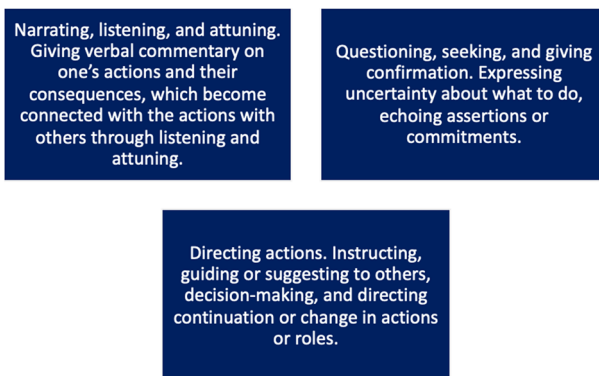 Narrating, listening, and attuning.
Giving verbal commentary on
one’s actions and their
consequences, which become
connected with the actions with
others through listening and
attuning.
Questioning, seeking, and giving
confirmation. Expressing
uncertainty about what to do,
echoing assertions or
commitments.
Directing actions. Instructing,
guiding or suggesting to others,
decision-making, and directing
continuation or change in actions
or roles.